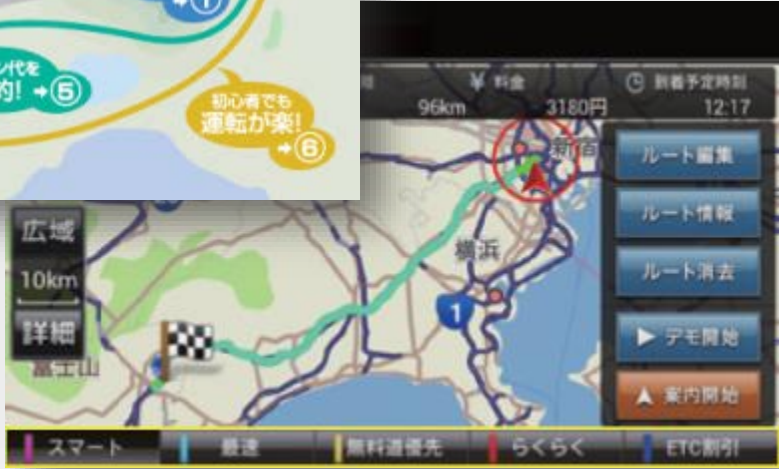 →①
ン代を
約! →⑤
初心者でも
運転が楽!
→⑥
¥ 料金
到着予定時刻
96km
3180円
12:17
新宿
ルート編集
広域
ルート情報
横浜
10km
ルート消去
1
詳細
デモ開始
富士山
案内開始
スマート
最速
無料道優先
らくらく
ETC割引